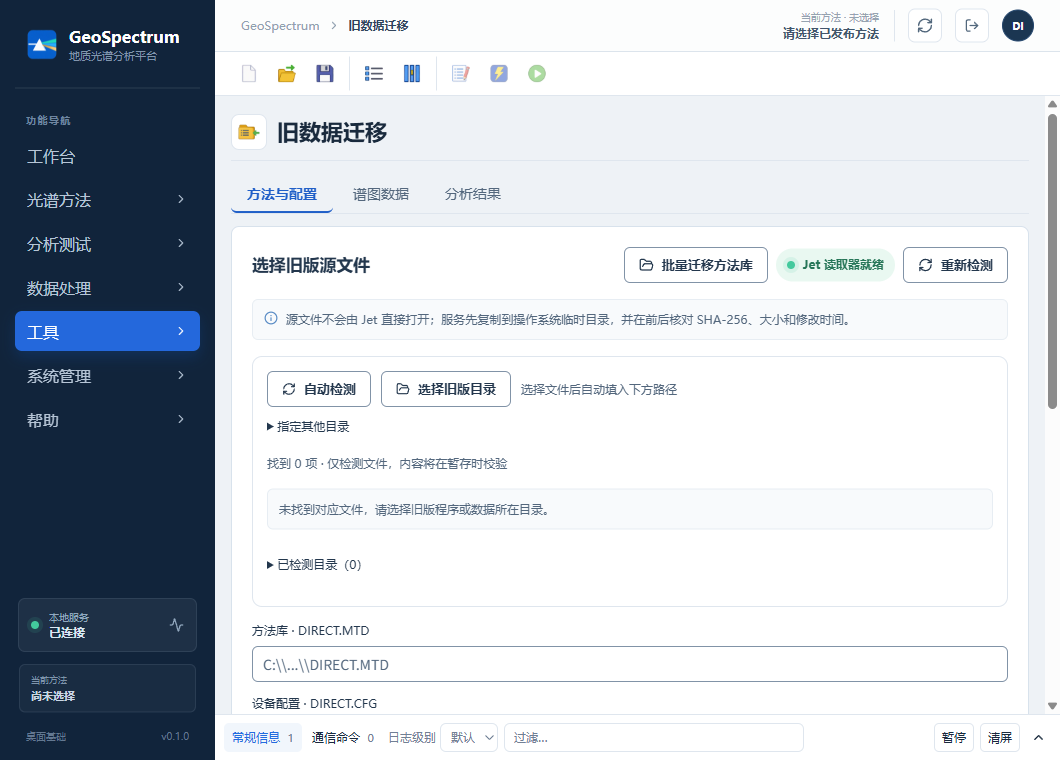 GeoSpectrum
地质光谱分析平台
功能导航
工作台
光谱方法
分析测试
数据处理
工具
系统管理
帮助
本地服务
已连接
当前方法
尚未选择
桌面基础 v0.1.0
GeoSpectrum > 旧数据迁移
当前方法 · 未选择
请选择已发布方法
DI
旧数据迁移
方法与配置 谱图数据 分析结果
选择旧版源文件 批量迁移方法库 Jet 读取器就绪 重新检测
源文件不会由 Jet 直接打开；服务先复制到操作系统临时目录，并在前后核对 SHA-256、大小和修改时间。
自动检测 选择旧版目录 选择文件后自动填入下方路径
指定其他目录
找到 0 项 · 仅检测文件，内容将在暂存时校验
未找到对应文件，请选择旧版程序或数据所在目录。
已检测目录（0）
方法库 · DIRECT.MTD
C:\\...\\DIRECT.MTD
设备配置 · DIRECT.CFG
常规信息 1 通信命令 0 日志级别 默认 过滤... 暂停 清屏